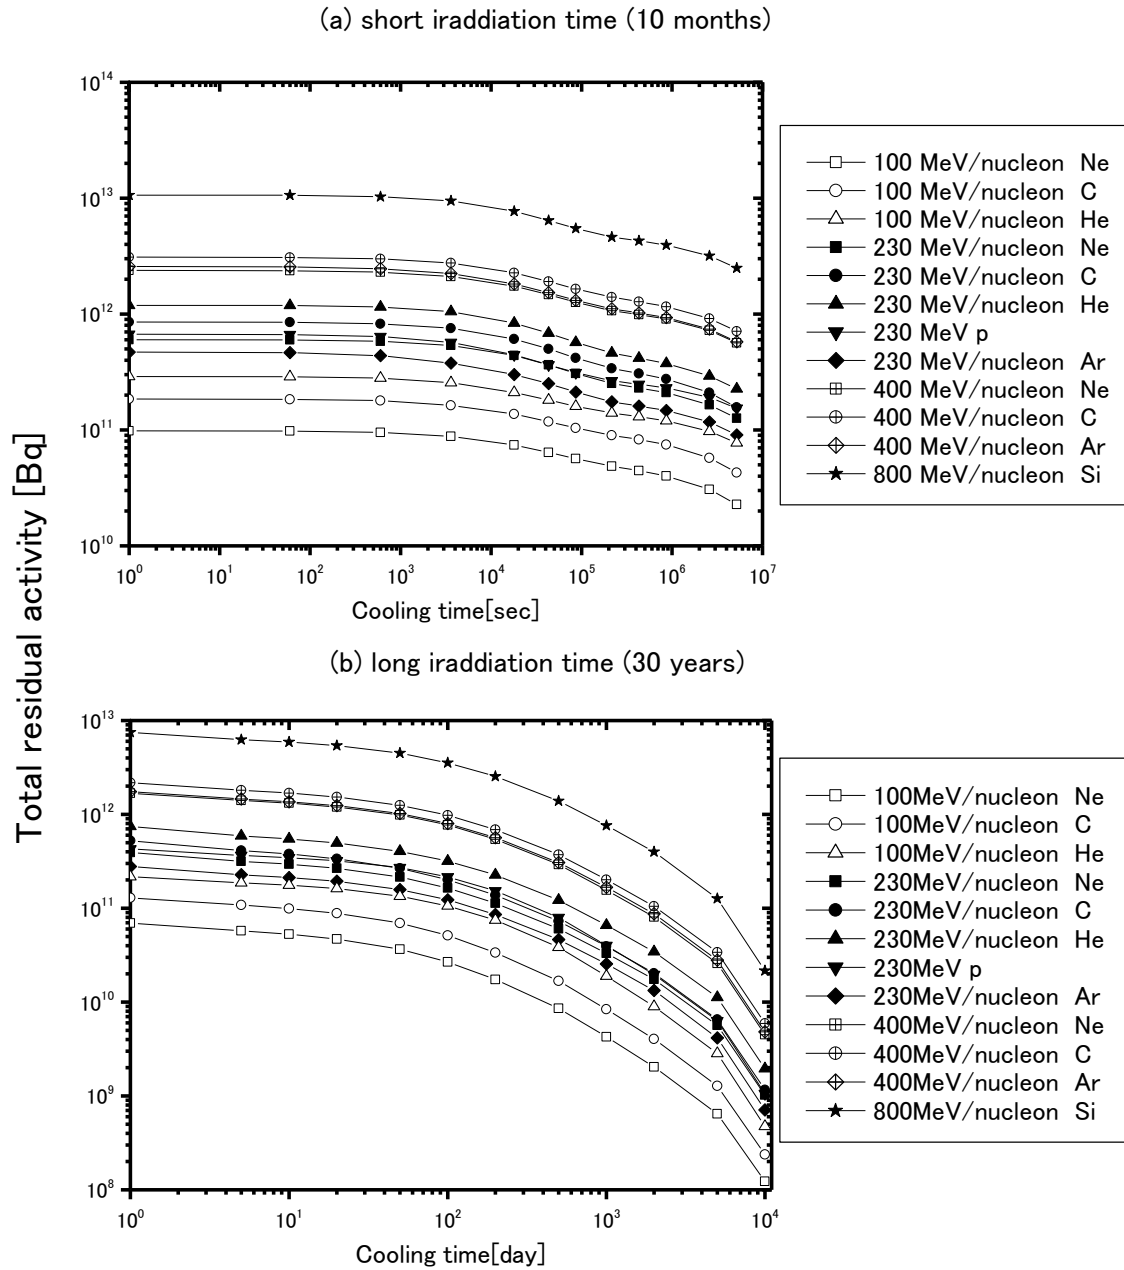 (a) short iraddiation time (10 months)
10^14
10^13
10^12
10^11
10^10
10^0 10^1 10^2 10^3 10^4 10^5 10^6 10^7
Cooling time[sec]
100 MeV/nucleon Ne
100 MeV/nucleon C
100 MeV/nucleon He
230 MeV/nucleon Ne
230 MeV/nucleon C
230 MeV/nucleon He
230 MeV p
230 MeV/nucleon Ar
400 MeV/nucleon Ne
400 MeV/nucleon C
400 MeV/nucleon Ar
800 MeV/nucleon Si
Total residual activity [Bq]
(b) long iraddiation time (30 years)
10^13
10^12
10^11
10^10
10^9
10^8
10^0 10^1 10^2 10^3 10^4
Cooling time[day]
100MeV/nucleon Ne
100MeV/nucleon C
100MeV/nucleon He
230MeV/nucleon Ne
230MeV/nucleon C
230MeV/nucleon He
230MeV p
230MeV/nucleon Ar
400MeV/nucleon Ne
400MeV/nucleon C
400MeV/nucleon Ar
800MeV/nucleon Si